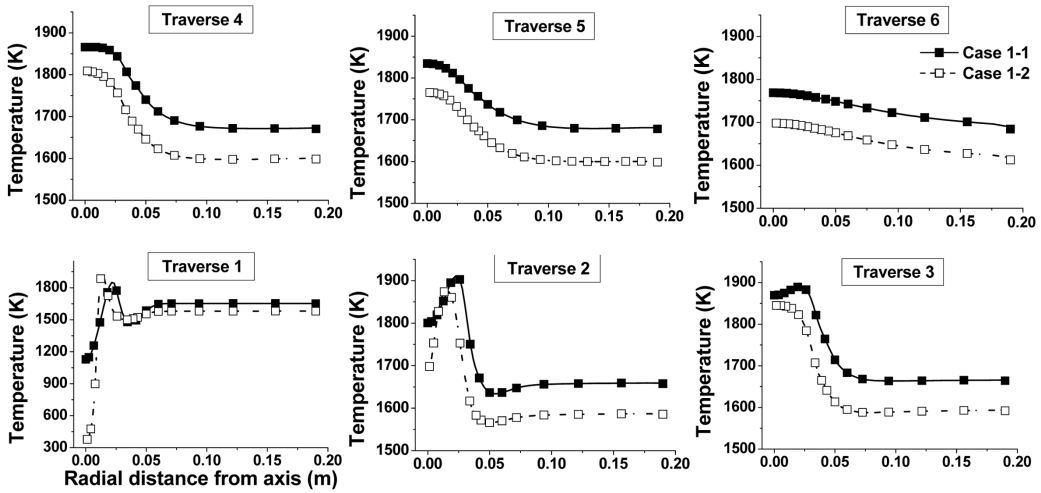 Traverse 4
Traverse 5
Traverse 6
Temperature (K)
1900
1800
1700
1600
1500
0.00 0.05 0.10 0.15 0.20
Temperature (K)
1900
1800
1700
1600
1500
0.00 0.05 0.10 0.15 0.20
Temperature (K)
1900
1800
1700
1600
1500
0.00 0.05 0.10 0.15 0.20
Case 1-1
Case 1-2
Traverse 1
Traverse 2
Traverse 3
Temperature (K)
1800
1500
1200
900
600
300
0.00 0.05 0.10 0.15 0.20
Radial distance from axis (m)
Temperature (K)
1900
1800
1700
1600
1500
0.00 0.05 0.10 0.15 0.20
Temperature (K)
1900
1800
1700
1600
1500
0.00 0.05 0.10 0.15 0.20